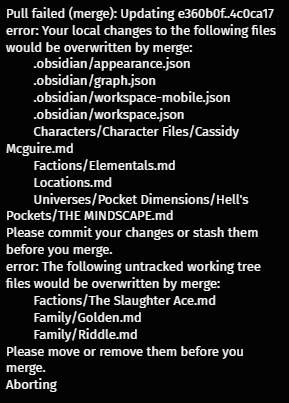 Pull failed (merge): Updating e360b0f..4c0ca17
error: Your local changes to the following files
would be overwritten by merge:
.obsidian/appearance.json
.obsidian/graph.json
.obsidian/workspace-mobile.json
.obsidian/workspace.json
Characters/Character Files/Cassidy
Mcguire.md
Factions/Elementals.md
Locations.md
Universes/Pocket Dimensions/Hell's
Pockets/THE MINDSCAPE.md
Please commit your changes or stash them
before you merge.
error: The following untracked working tree
files would be overwritten by merge:
Factions/The Slaughter Ace.md
Family/Golden.md
Family/Riddle.md
Please move or remove them before you
merge.
Aborting